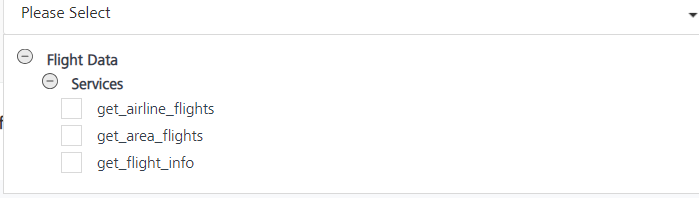 Please Select
Flight Data
Services
get_airline_flights
get_area_flights
get_flight_info